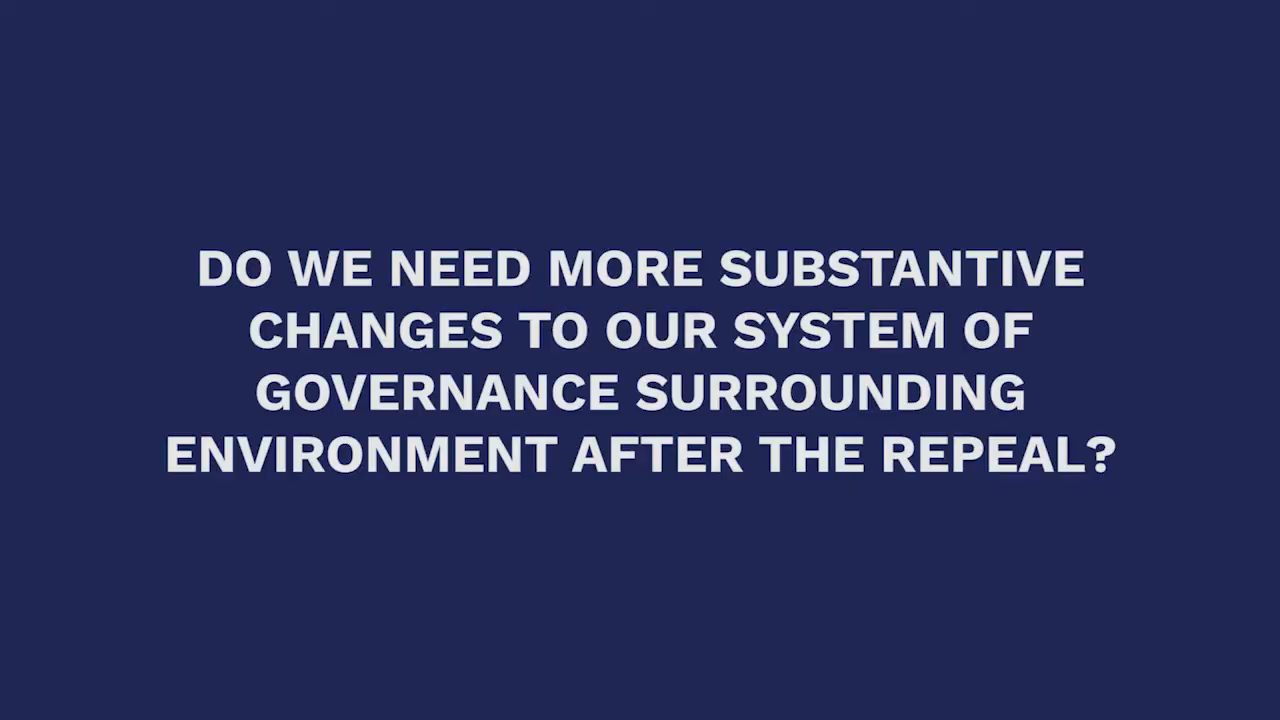 DO WE NEED MORE SUBSTANTIVE
CHANGES TO OUR SYSTEM OF
GOVERNANCE SURROUNDING
ENVIRONMENT AFTER THE REPEAL?